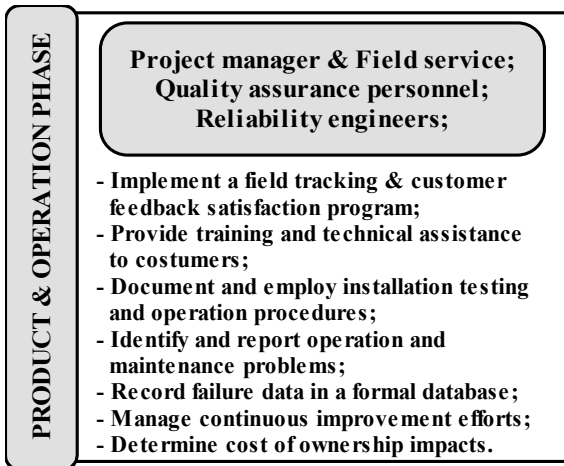 PRODUCT & OPERATION PHASE
Project manager & Field service;
Quality assurance personnel;
Reliability engineers;
- Implement a field tracking & customer
feedback satisfaction program;
- Provide training and technical assistance
to costumers;
- Document and employ installation testing
and operation procedures;
- Identify and report operation and
maintenance problems;
- Record failure data in a formal database;
- Manage continuous improvement efforts;
- Determine cost of ownership impacts.